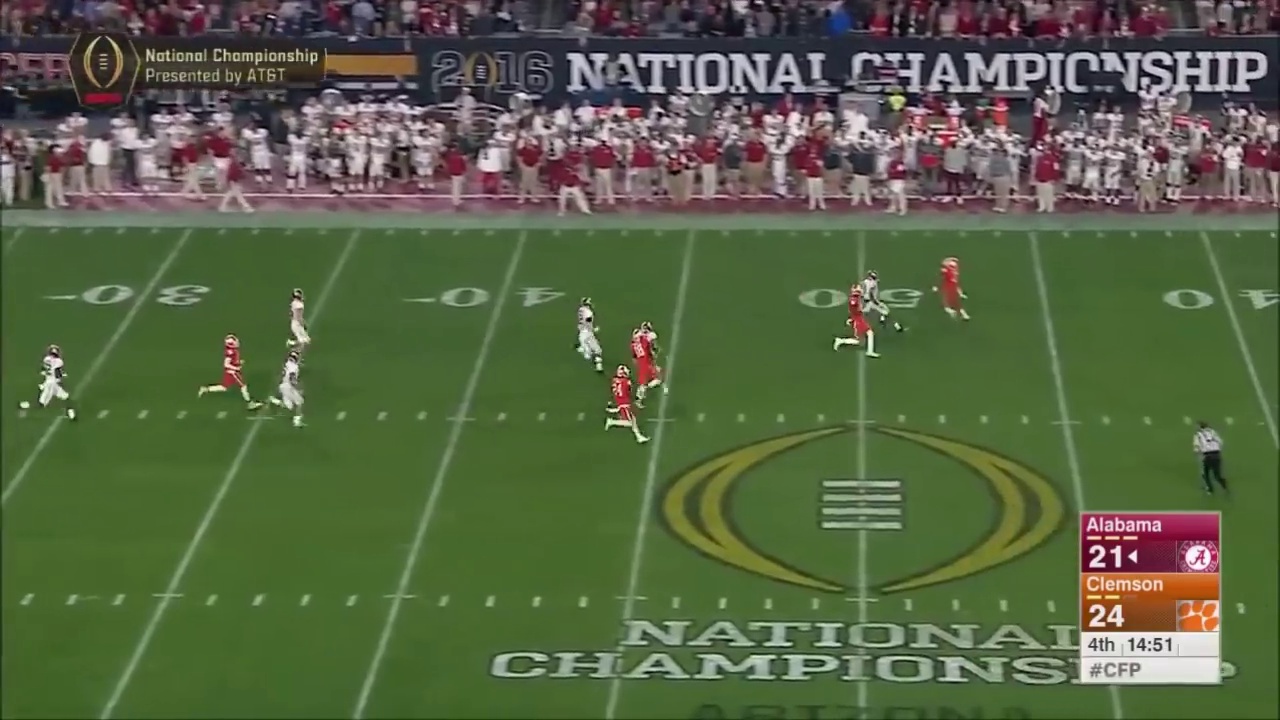 National Championship
Presented by AT&T
2016 NATIONAL CHAMPIONSHIP
30
40
50
4
Alabama
21
Clemson
24
4th 14:51
#CFP
NATIONAL
CHAMPIONSHIP